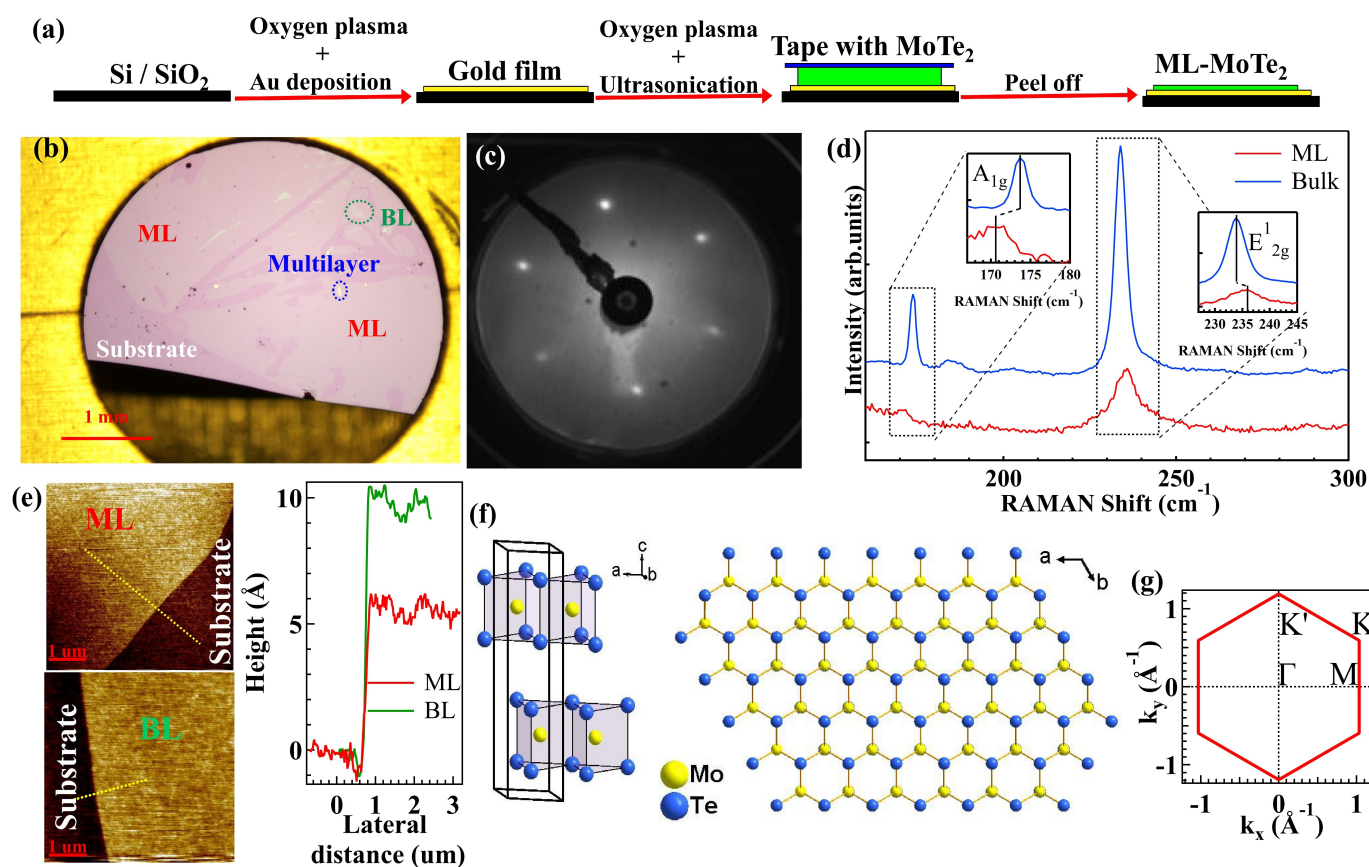 (a)
Si / SiO2
Oxygen plasma
+
Au deposition
Gold film
Oxygen plasma
+
Ultrasonication
Tape with MoTe2
Peel off
ML-MoTe2
(b)
ML
BL
Multilayer
ML
Substrate
1 mm
(c)
(d)
Intensity (arb.units)
ML
Bulk
A1g
170 174 180
RAMAN Shift (cm-1)
E12g
230 235 240 245
RAMAN Shift (cm-1)
200 250 300
RAMAN Shift (cm-1)
(e)
ML
Substrate
1 um
BL
Substrate
1 um
Height (Å)
10
5
0
ML
BL
0 1 2 3
Lateral
distance (um)
(f)
c
a
b
a
b
Mo
Te
(g)
ky (Å-1)
1
0
-1
K'
K
Γ
M
-1 0 1
kx (Å-1)